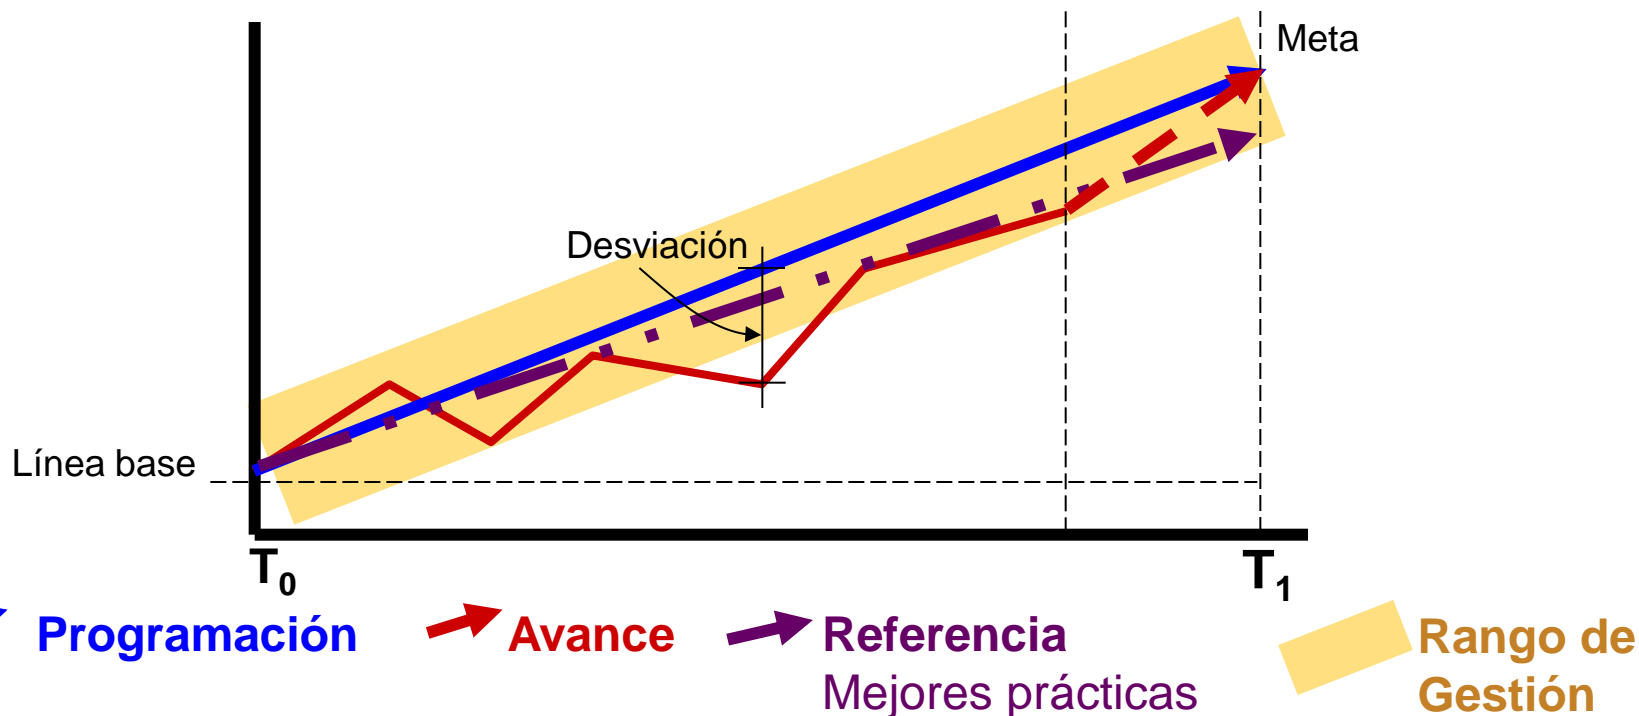 Meta
Desviación
Línea base
T₀
T₁
Programación
Avance
Referencia
Mejores prácticas
Rango de
Gestión